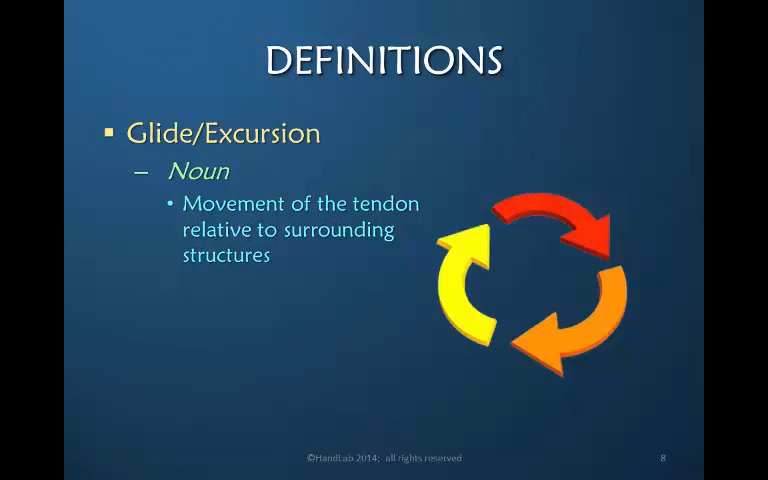 DEFINITIONS
▪ Glide/Excursion
– Noun
• Movement of the tendon
relative to surrounding
structures
©HandLab 2014; all rights reserved
8